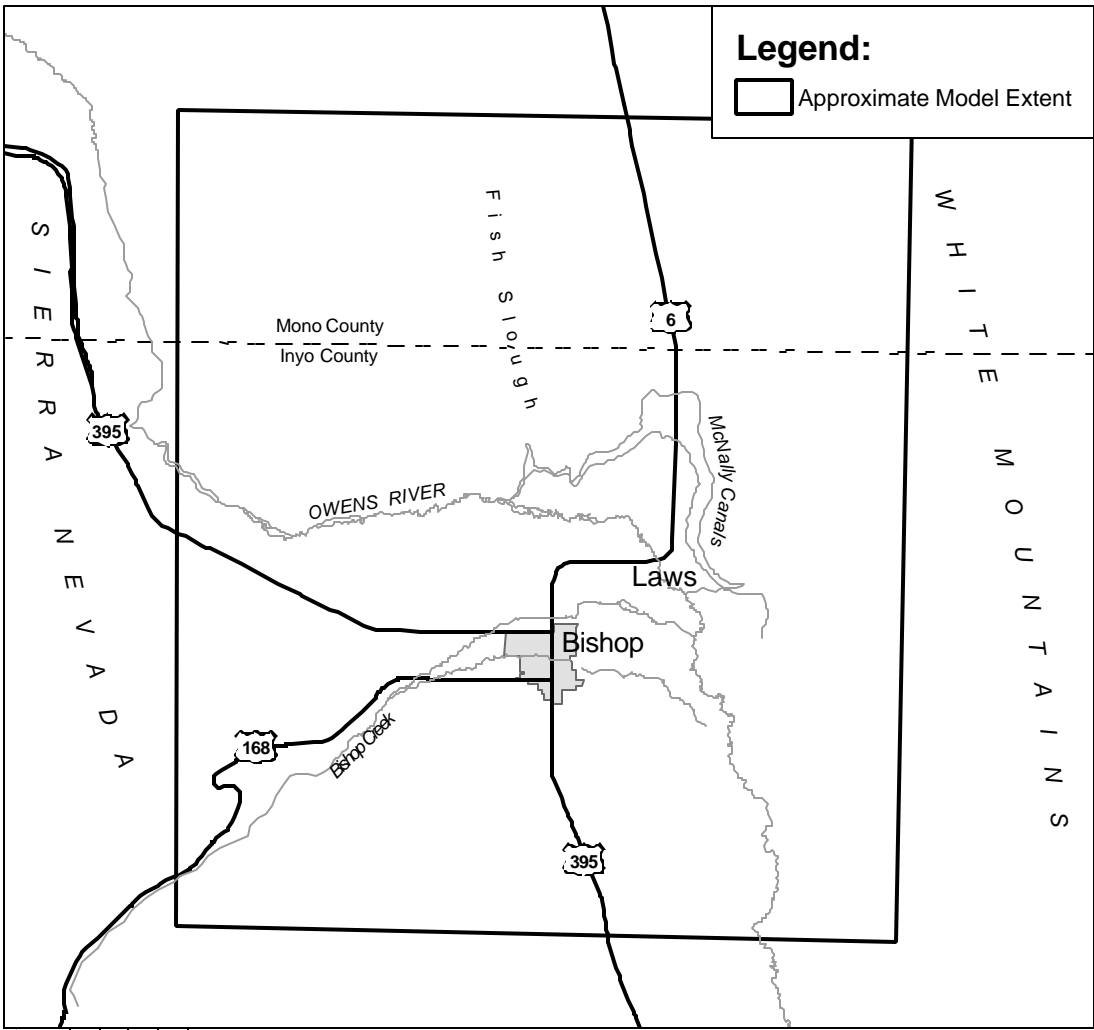 Legend:
Approximate Model Extent
WHITE MOUNTAINS
Fish Slough
SIERRA NEVADA
6
Mono County
Inyo County
395
McNally Canals
OWENS RIVER
Laws
Bishop
168
Bishop Creek
395